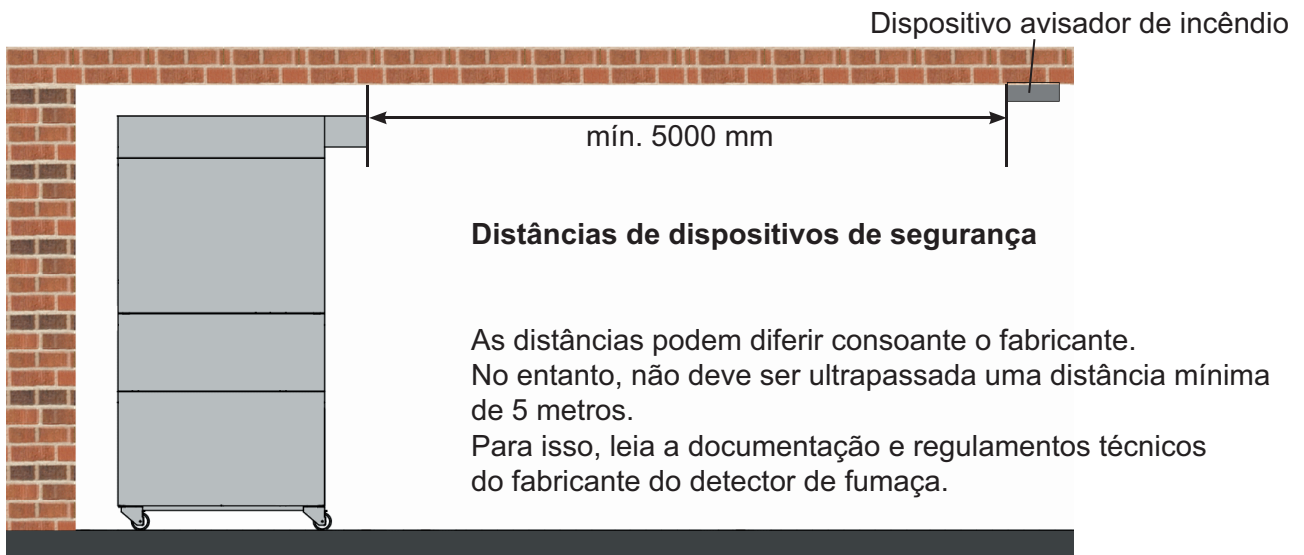 Dispositivo avisador de incêndio
mín. 5000 mm
Distâncias de dispositivos de segurança
As distâncias podem diferir consoante o fabricante.
No entanto, não deve ser ultrapassada uma distância mínima
de 5 metros.
Para isso, leia a documentação e regulamentos técnicos
do fabricante do detector de fumaça.